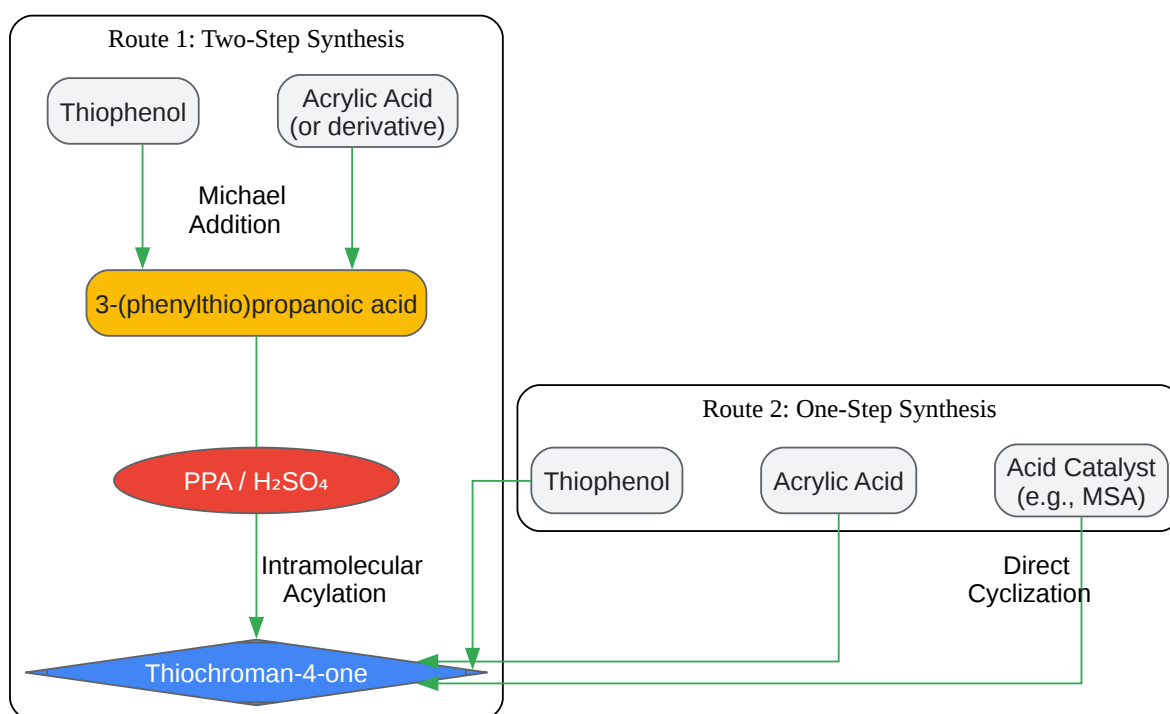 Route 1: Two-Step Synthesis
Thiophenol
Acrylic Acid
(or derivative)
Michael
Addition
3-(phenylthio)propanoic acid
PPA / H₂SO₄
Intramolecular
Acylation
Thiochroman-4-one
Route 2: One-Step Synthesis
Thiophenol
Acrylic Acid
Acid Catalyst
(e.g., MSA)
Direct
Cyclization